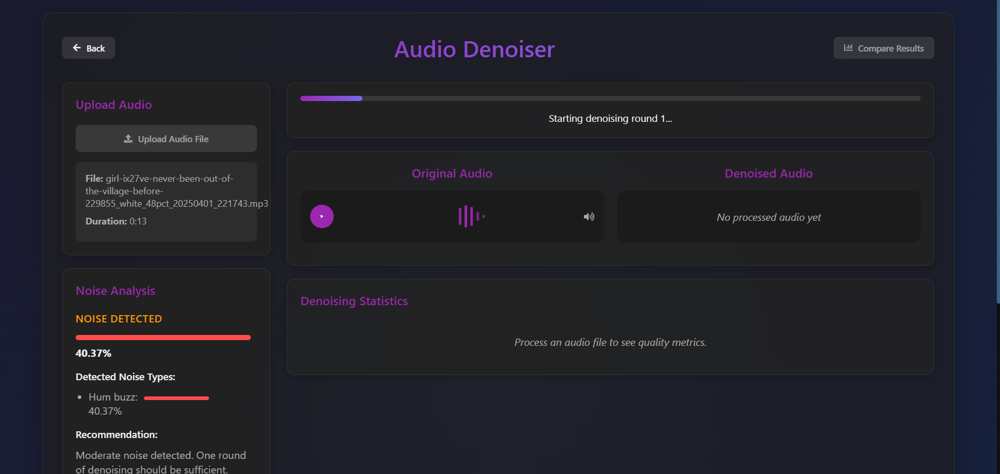 Back
Audio Denoiser
Compare Results
Upload Audio
Upload Audio File
File: girl-ix27ve-never-been-out-of-
the-village-before-
229855_white_48pct_20250401_221743.mp3
Duration: 0:13
Noise Analysis
NOISE DETECTED
40.37%
Detected Noise Types:
Hum buzz:
40.37%
Recommendation:
Moderate noise detected. One round
of denoising should be sufficient.
Starting denoising round 1...
Original Audio
Denoised Audio
No processed audio yet
Denoising Statistics
Process an audio file to see quality metrics.